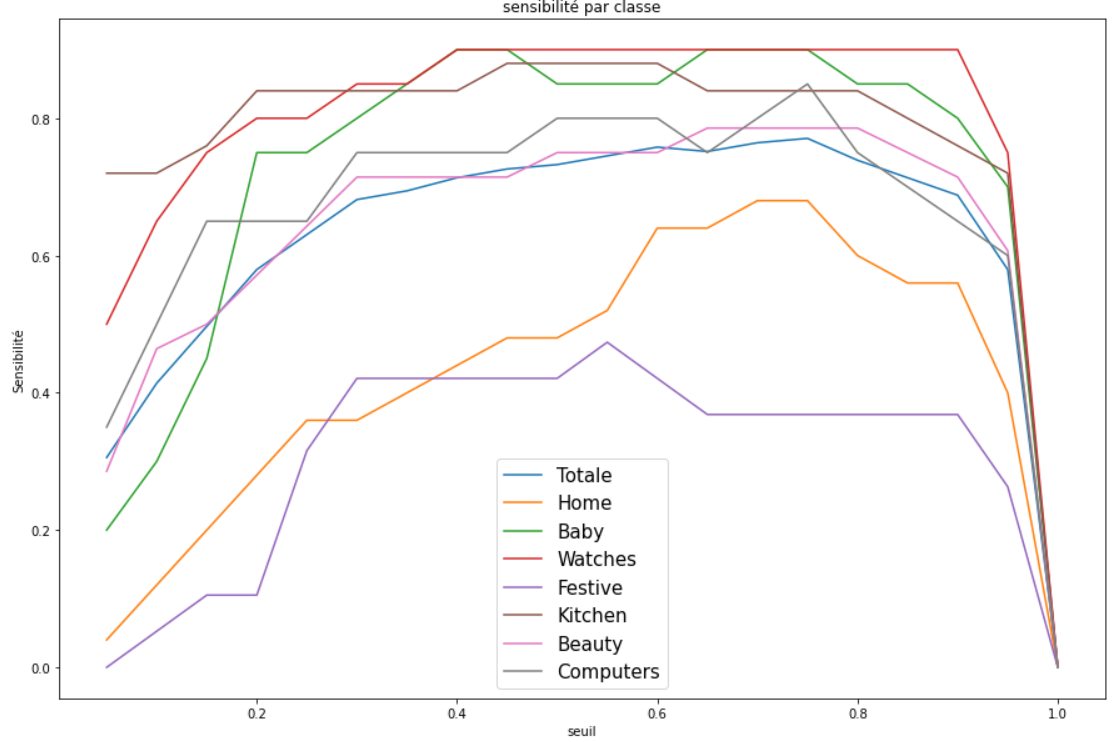 sensibilité par classe
Sensibilité
0.8
0.6
0.4
0.2
0.0
Totale
Home
Baby
Watches
Festive
Kitchen
Beauty
Computers
0.2 0.4 0.6 0.8 1.0
seuil